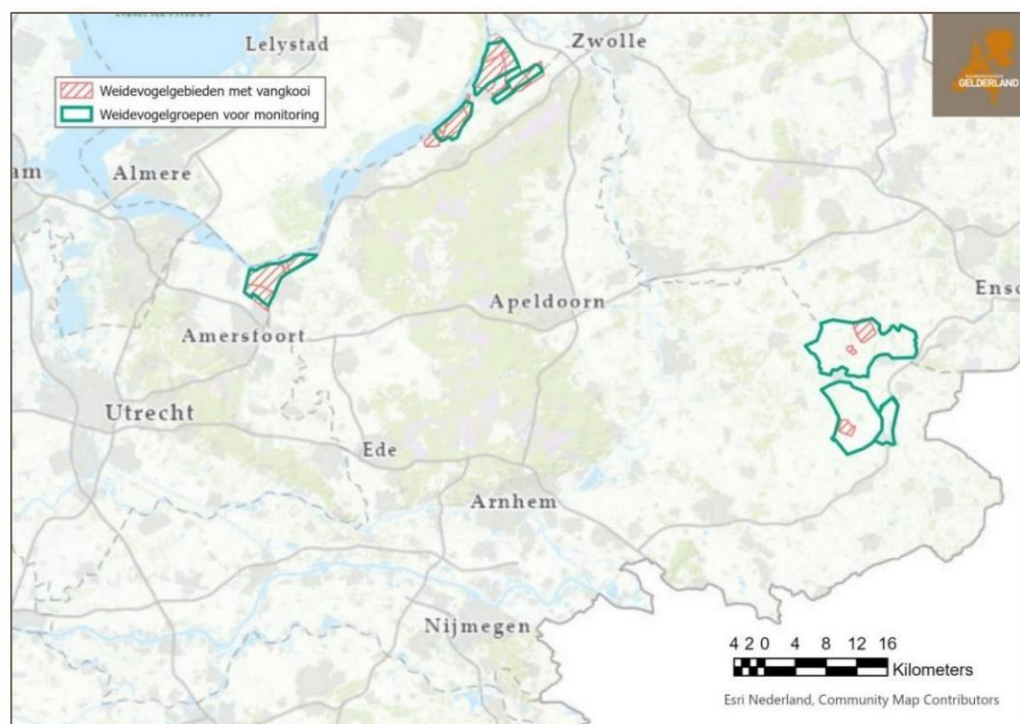 Lelystad
Zwolle
GELDERLAND
Weidevogelgebieden met vangkooi
Weidevogelgroepen voor monitoring
am
Almere
Apeldoorn
Ensc
Amersfoort
Utrecht
Ede
Arnhem
Nijmegen
4 2 0 4 8 12 16
Kilometers
Esri Nederland, Community Map Contributors